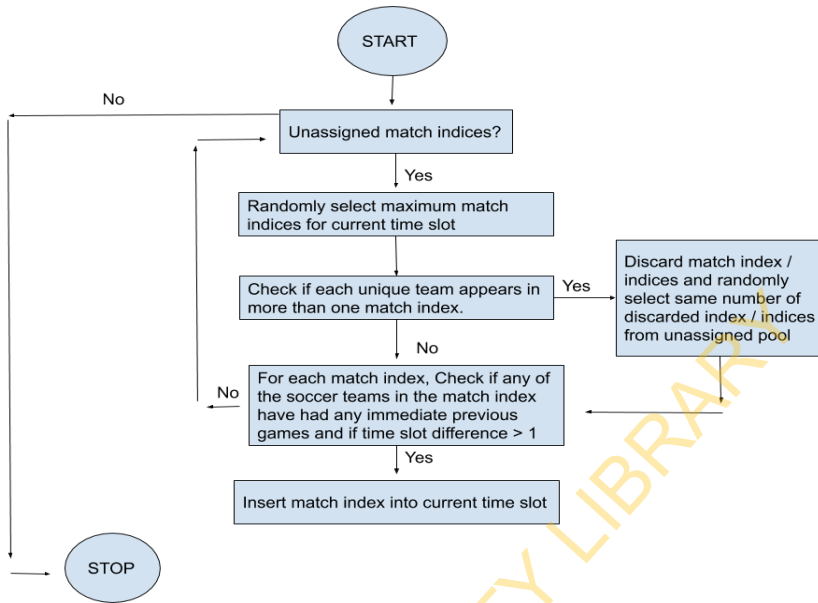 START
No
Unassigned match indices?
Yes
Randomly select maximum match
indices for current time slot
Check if each unique team appears in
more than one match index.
Yes
Discard match index /
indices and randomly
select same number of
discarded index / indices
from unassigned pool
No
For each match index, Check if any of
the soccer teams in the match index
have had any immediate previous
games and if time slot difference > 1
No
Yes
Insert match index into current time slot
STOP
LIBRARY